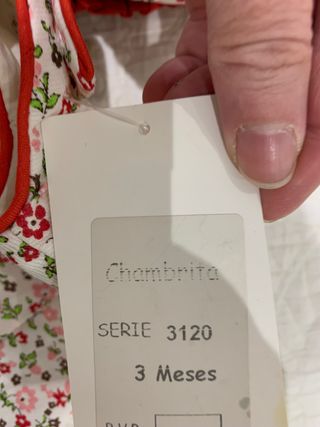 Chambrita
SERIE 3120
3 Meses
P.V.P.